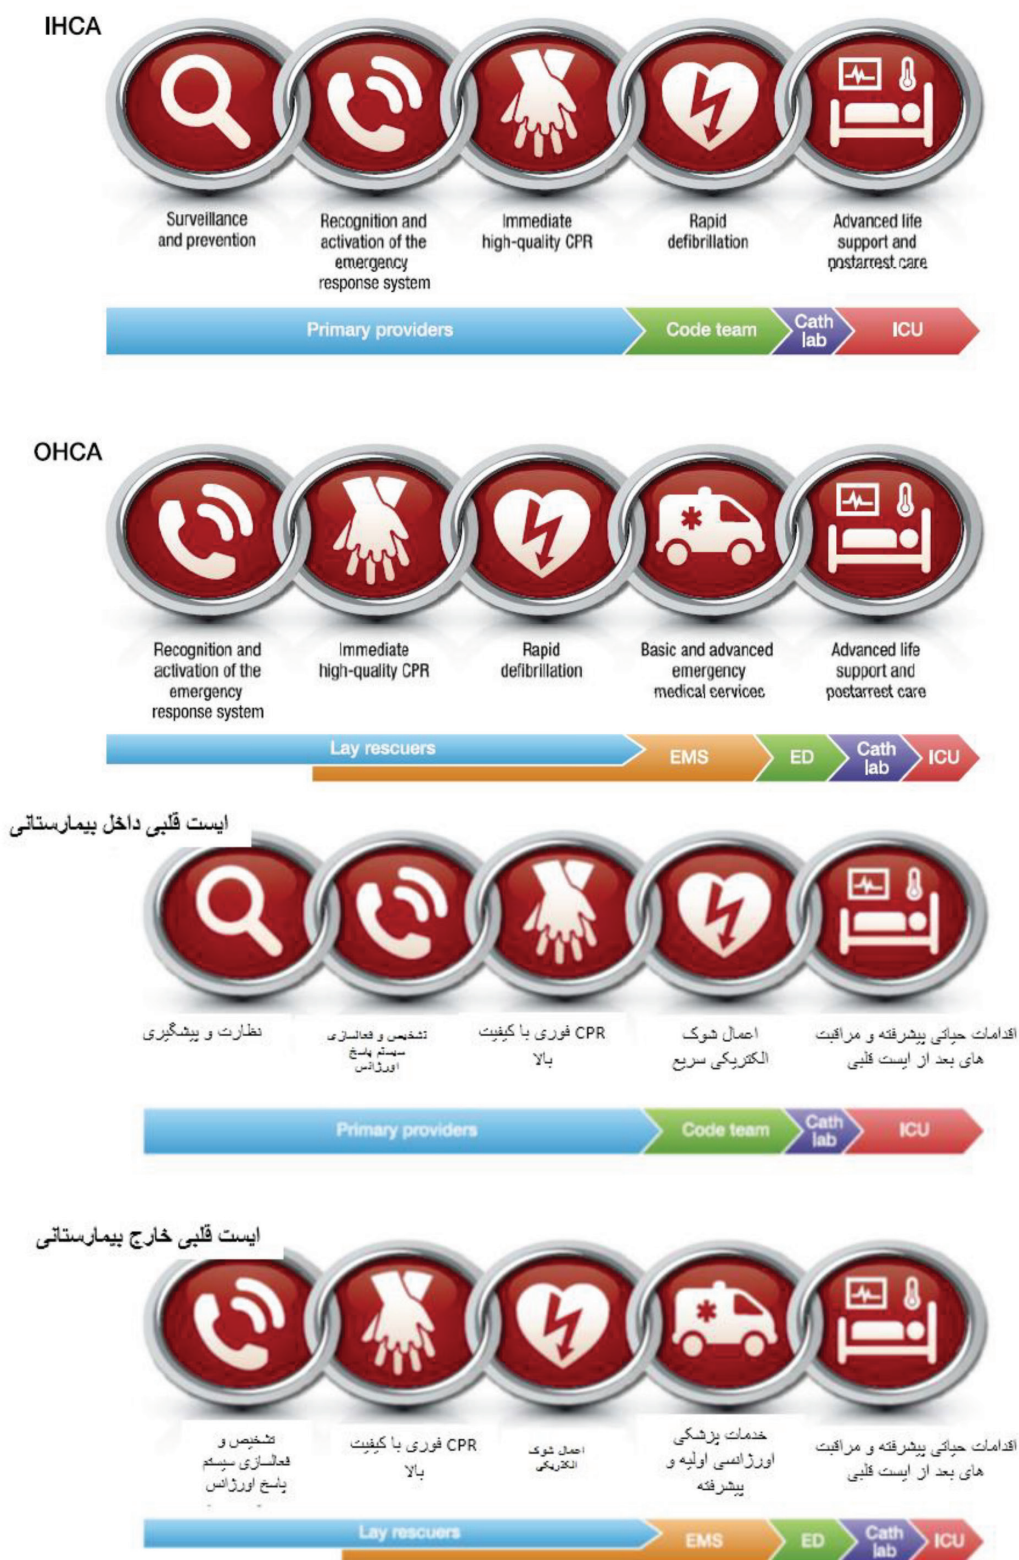 IHCA
Surveillance
and prevention
Recognition and
activation of the
emergency
response system
Immediate
high-quality CPR
Rapid
defibrillation
Advanced life
support and
postarrest care
Primary providers
Code team
Cath
lab
ICU
OHCA
Recognition and
activation of the
emergency
response system
Immediate
high-quality CPR
Rapid
defibrillation
Basic and advanced
emergency
medical services
Advanced life
support and
postarrest care
Lay rescuers
EMS
ED
Cath
lab
ICU
ایست قلبی داخل بیمارستانی
نظارت و پیشگیری
تشخیص و فعالسازی
سیستم پاسخ
اورژانس
CPR فوری با کیفیت
بالا
اعمال شوک
الکتریکی سریع
اقدامات حیاتی پیشرفته و مراقبت
های بعد از ایست قلبی
Primary providers
Code team
Cath
lab
ICU
ایست قلبی خارج بیمارستانی
تشخیص و
فعالسازی سیستم
پاسخ اورژانس
CPR فوری با کیفیت
بالا
اعمال شوک
الکتریکی
خدمات پزشکی
اورژانسی اولیه و
پیشرفته
اقدامات حیاتی پیشرفته و مراقبت
های بعد از ایست قلبی
Lay rescuers
EMS
ED
Cath
lab
ICU